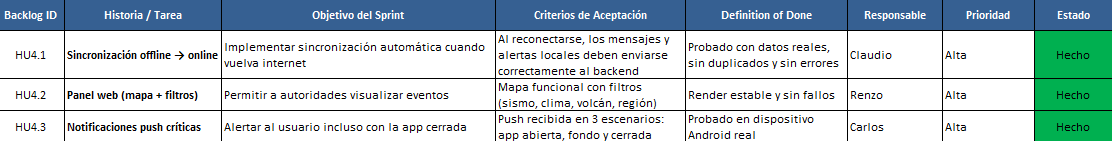 Backlog ID Historia / Tarea Objetivo del Sprint Criterios de Aceptación Definition of Done Responsable Prioridad Estado
HU4.1 Sincronización offline → online Implementar sincronización automática cuando vuelva internet Al reconectarse, los mensajes y alertas locales deben enviarse correctamente al backend Probado con datos reales, sin duplicados y sin errores Claudio Alta Hecho
HU4.2 Panel web (mapa + filtros) Permitir a autoridades visualizar eventos Mapa funcional con filtros (sismo, clima, volcán, región) Render estable y sin fallos Renzo Alta Hecho
HU4.3 Notificaciones push críticas Alertar al usuario incluso con la app cerrada Push recibida en 3 escenarios: app abierta, fondo y cerrada Probado en dispositivo Android real Carlos Alta Hecho